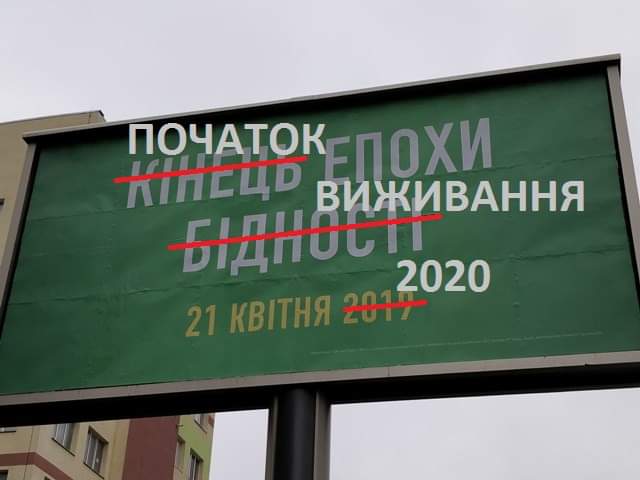 ПОЧАТОК
КІНЕЦЬ ЕПОХИ
ВИЖИВАННЯ
БІДНОСТІ
2020
21 КВІТНЯ 2019